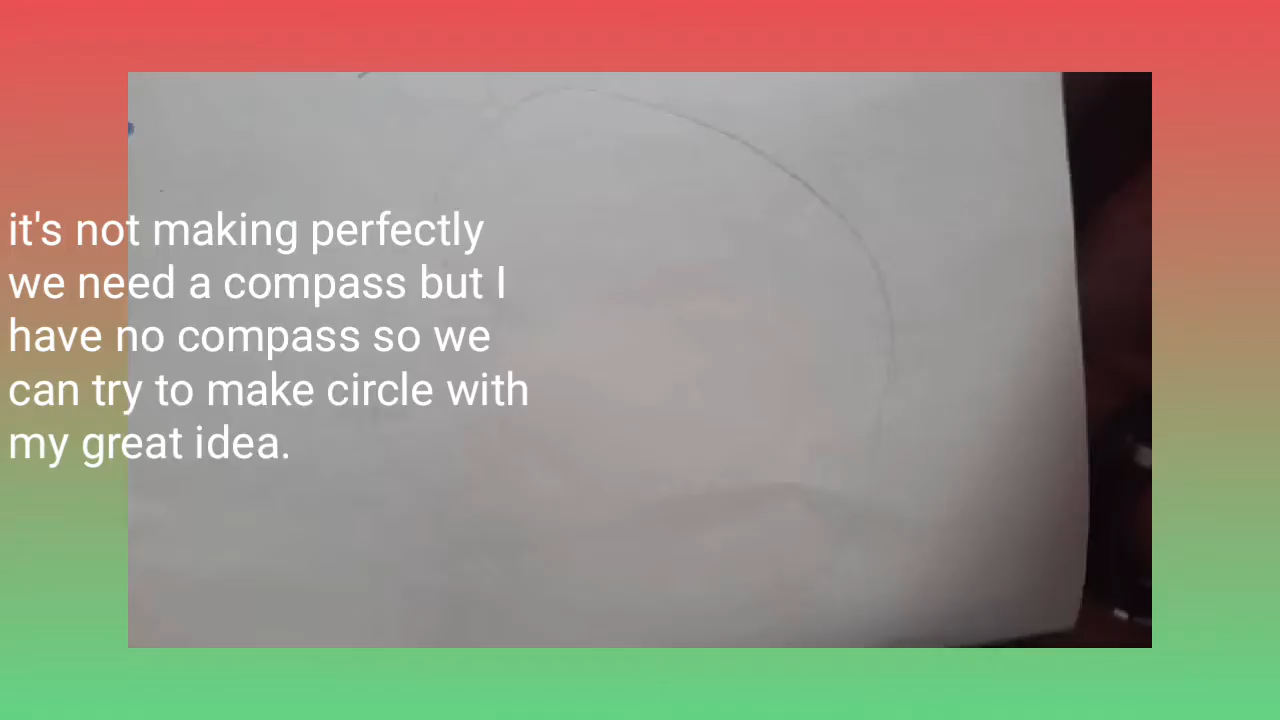 it's not making perfectly
we need a compass but I
have no compass so we
can try to make circle with
my great idea.